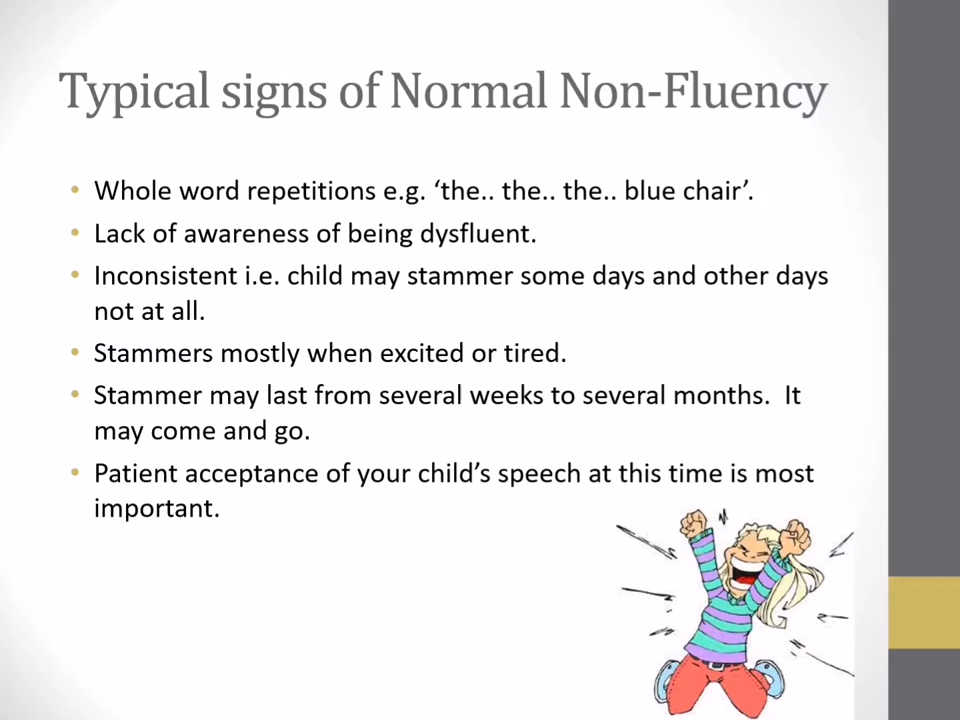 Typical signs of Normal Non-Fluency
• Whole word repetitions e.g. ‘the.. the.. the.. blue chair’.
• Lack of awareness of being dysfluent.
• Inconsistent i.e. child may stammer some days and other days
not at all.
• Stammers mostly when excited or tired.
• Stammer may last from several weeks to several months.  It
may come and go.
• Patient acceptance of your child’s speech at this time is most
important.